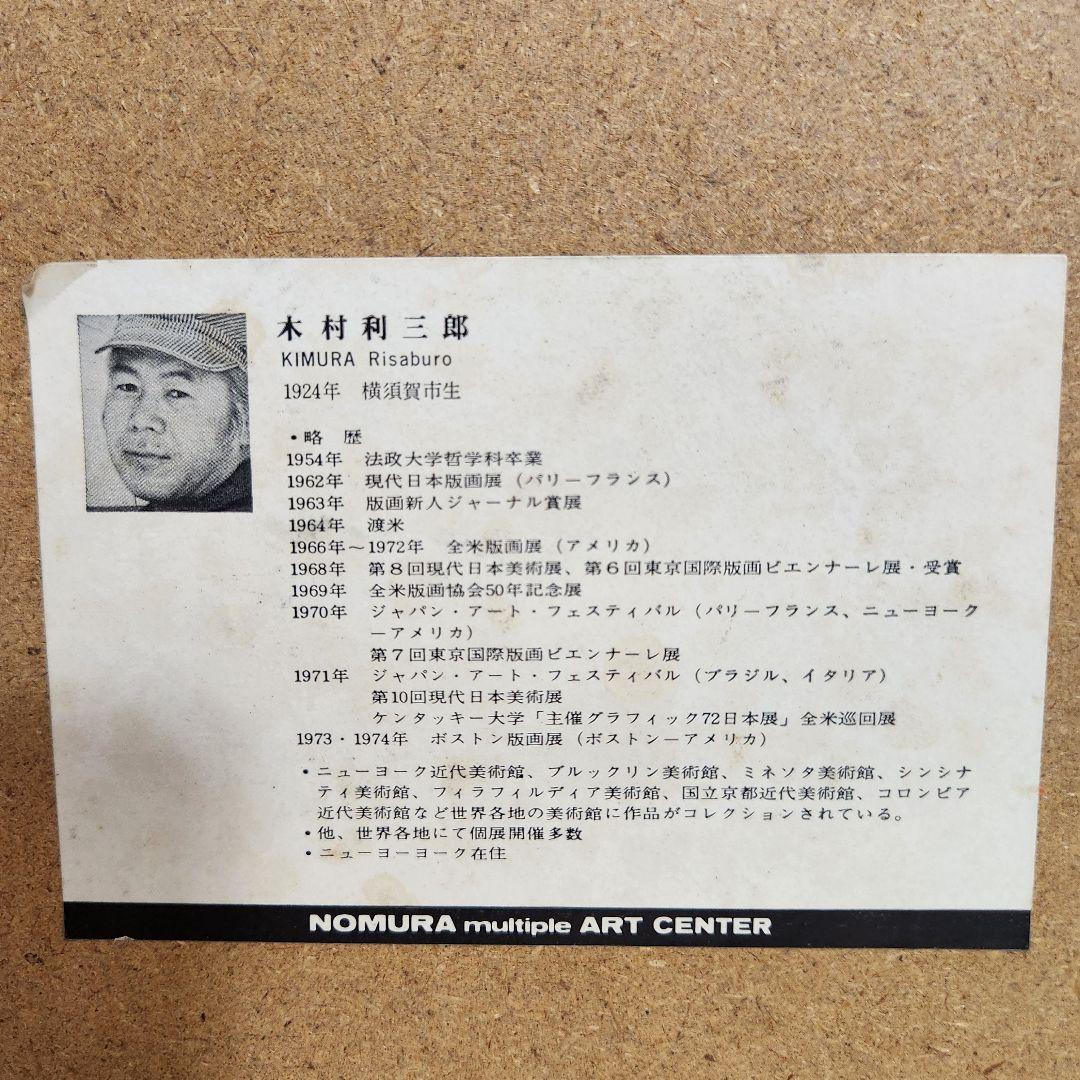 木村利三郎
KIMURA Risaburo
1924年 横須賀市生
・略 歴
1954年 法政大学哲学科卒業
1962年 現代日本版画展（パリーフランス）
1963年 版画新人ジャーナル賞展
1964年 渡米
1966年～1972年 全米版画展（アメリカ）
1968年 第８回現代日本美術展、第６回東京国際版画ビエンナーレ展・受賞
1969年 全米版画協会50年記念展
1970年 ジャパン・アート・フェスティバル（パリーフランス、ニューヨーク
ーアメリカ）
第７回東京国際版画ビエンナーレ展
1971年 ジャパン・アート・フェスティバル（ブラジル、イタリア）
第10回現代日本美術展
ケンタッキー大学「主催グラフィック72日本展」全米巡回展
1973・1974年 ボストン版画展（ボストンーアメリカ）
・ニューヨーク近代美術館、ブルックリン美術館、ミネソタ美術館、シンシナ
ティ美術館、フィラフィルディア美術館、国立京都近代美術館、コロンビア
近代美術館など世界各地の美術館に作品がコレクションされている。
・他、世界各地にて個展開催多数
・ニューヨーヨーク在住
NOMURA multiple ART CENTER